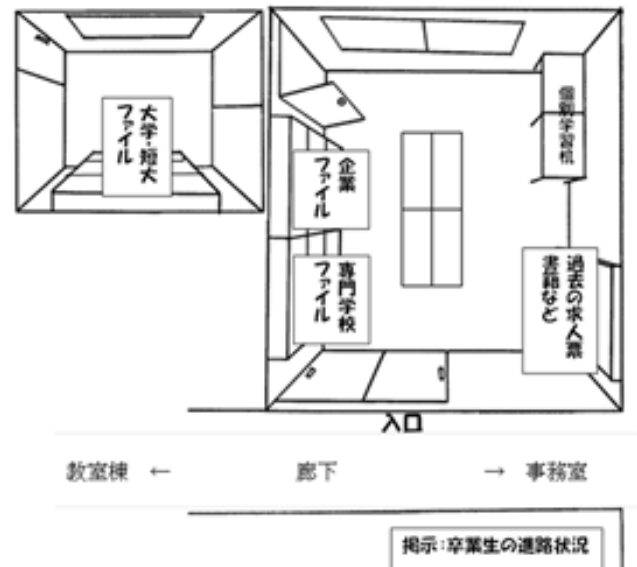 大学・短大
ファイル
企業
ファイル
専門学校
ファイル
個別学習机
過去の求人票
書籍など
入口
教室棟 ← 廊下 → 事務室
掲示:卒業生の進路状況